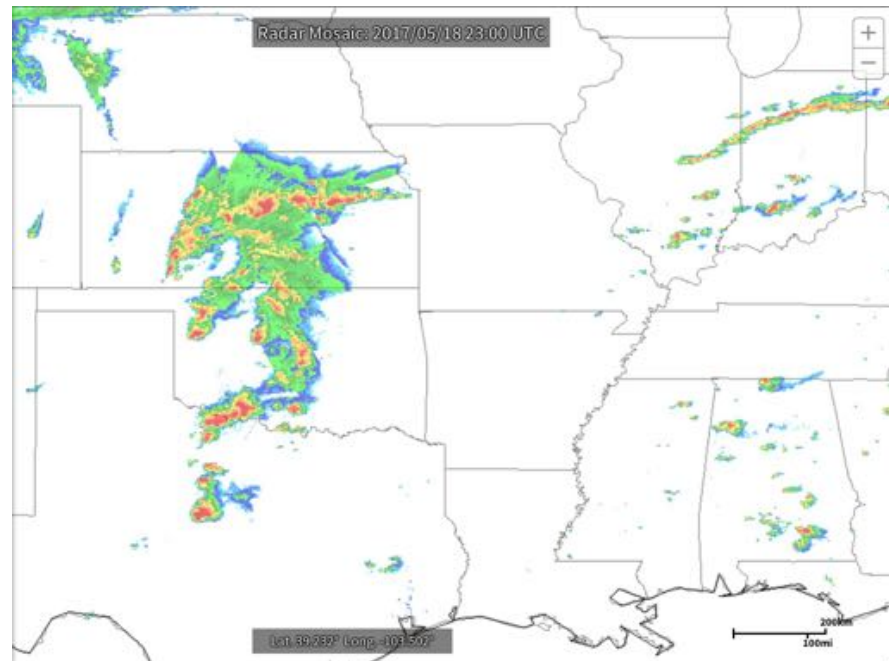 Radar Mosaic: 2017/05/18 23:00 UTC
+
−
Lat. 39.232° Long. -103.502°
200km
100mi